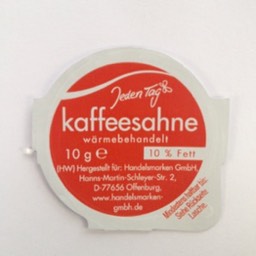 Jeden Tag
kaffeesahne
wärmebehandelt
10 g e 10 % Fett
(HW) Hergestellt für: Handelsmarken GmbH,
Hanns-Martin-Schleyer-Str. 2,
D-77656 Offenburg,
www.handelsmarken-
gmbh.de
Mindestens haltbar bis:
Siehe Rückseite
Lasche.